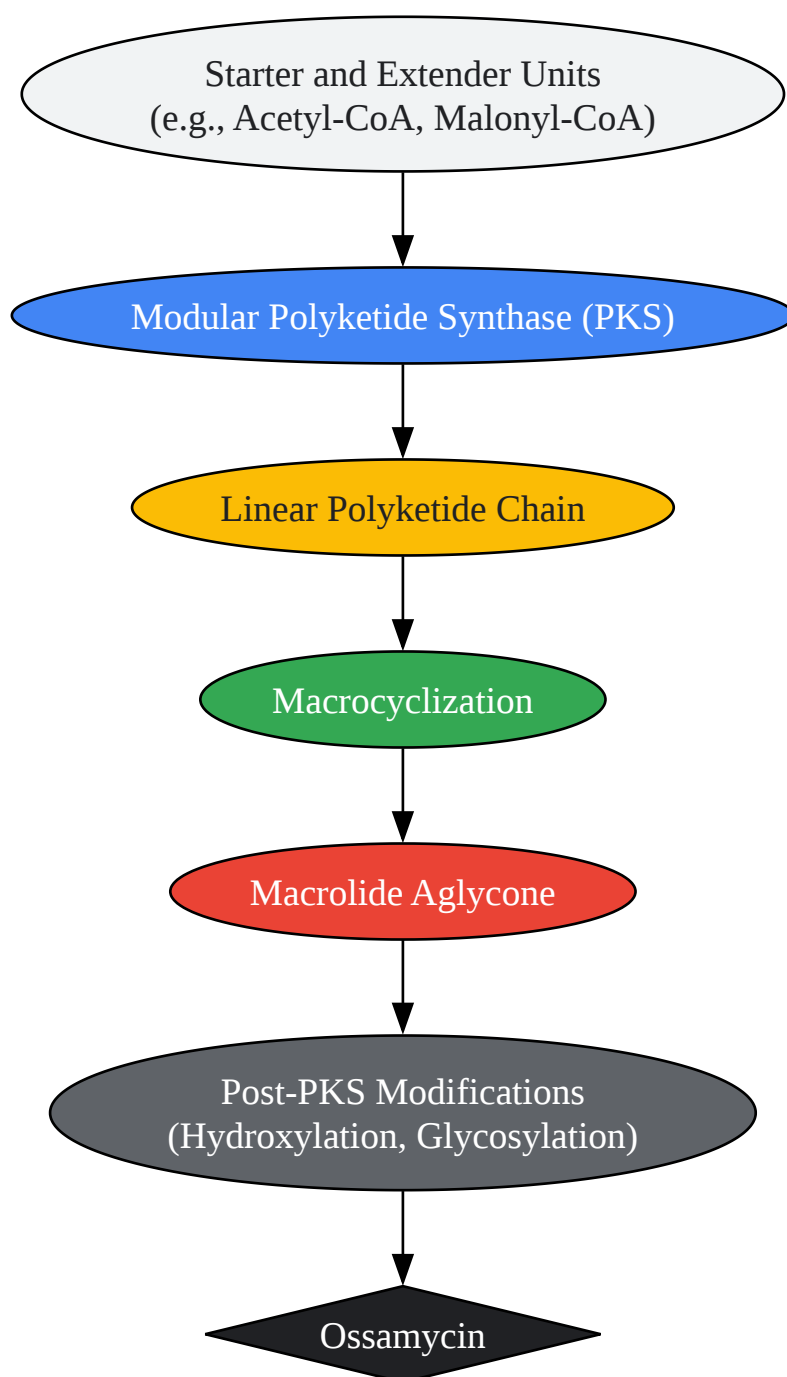 Starter and Extender Units
(e.g., Acetyl-CoA, Malonyl-CoA)
Modular Polyketide Synthase (PKS)
Linear Polyketide Chain
Macrocyclization
Macrolide Aglycone
Post-PKS Modifications
(Hydroxylation, Glycosylation)
Ossamycin